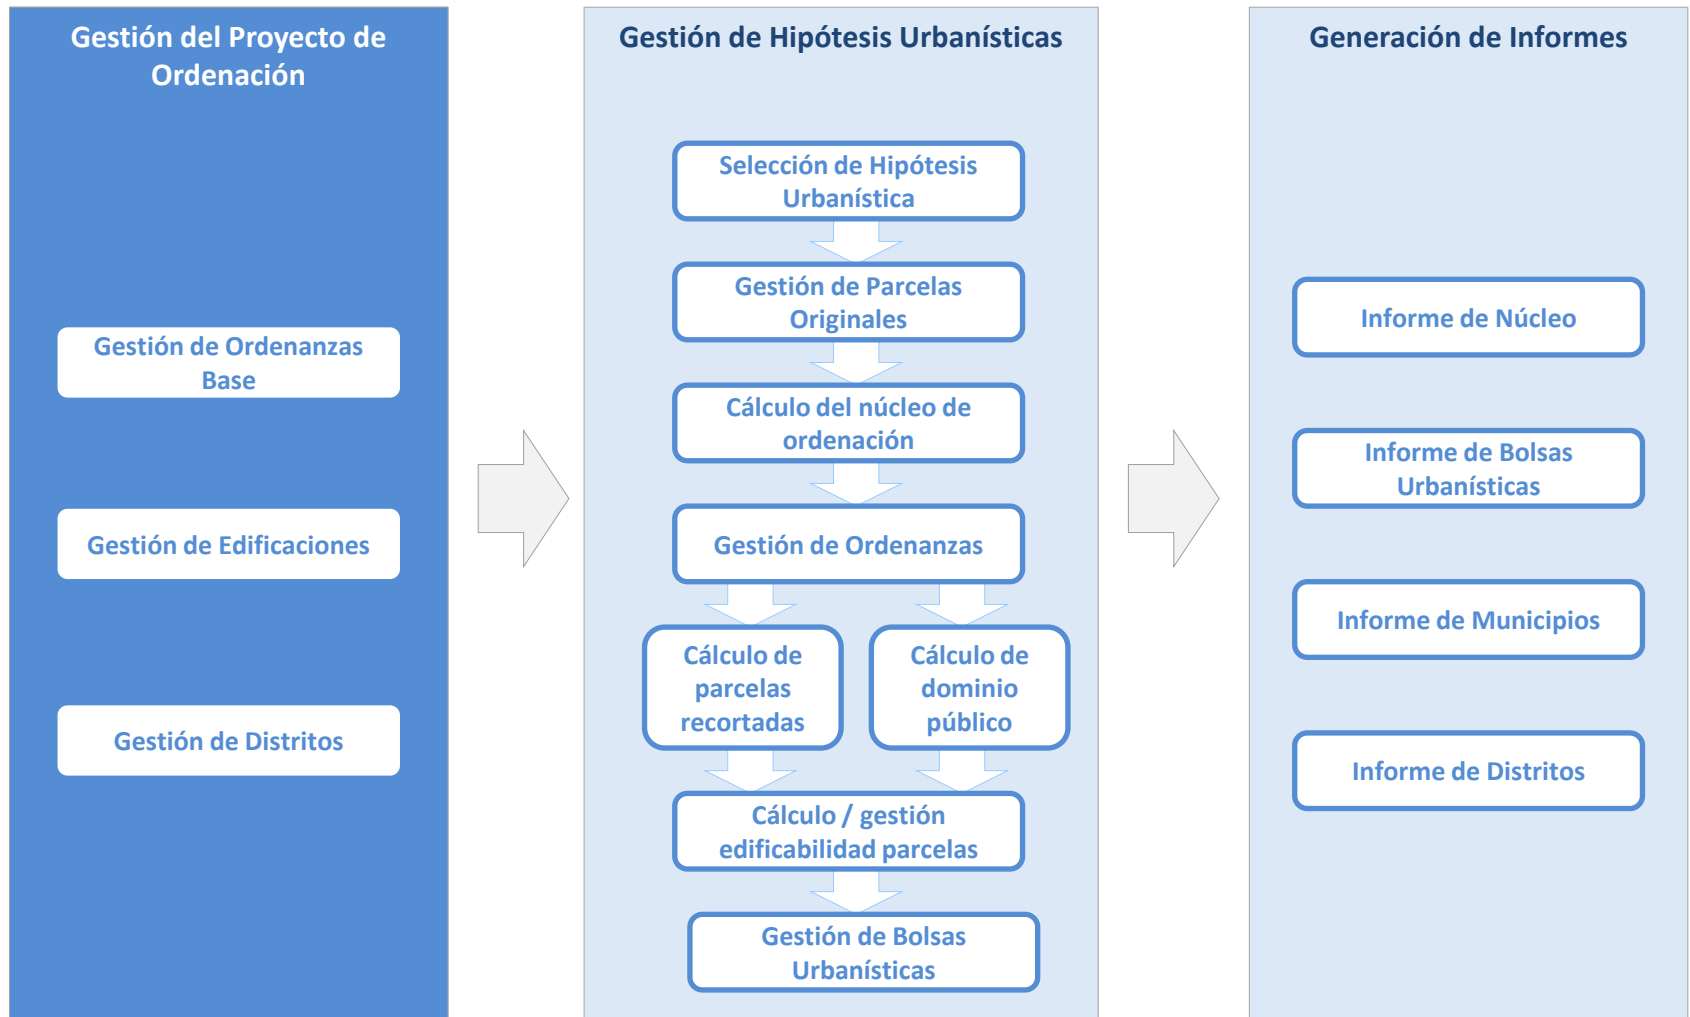 Gestión del Proyecto de
Ordenación
Gestión de Ordenanzas
Base
Gestión de Edificaciones
Gestión de Distritos
Gestión de Hipótesis Urbanísticas
Selección de Hipótesis
Urbanística
Gestión de Parcelas
Originales
Cálculo del núcleo de
ordenación
Gestión de Ordenanzas
Cálculo de
parcelas
recortadas
Cálculo de
dominio
público
Cálculo / gestión
edificabilidad parcelas
Gestión de Bolsas
Urbanísticas
Generación de Informes
Informe de Núcleo
Informe de Bolsas
Urbanísticas
Informe de Municipios
Informe de Distritos